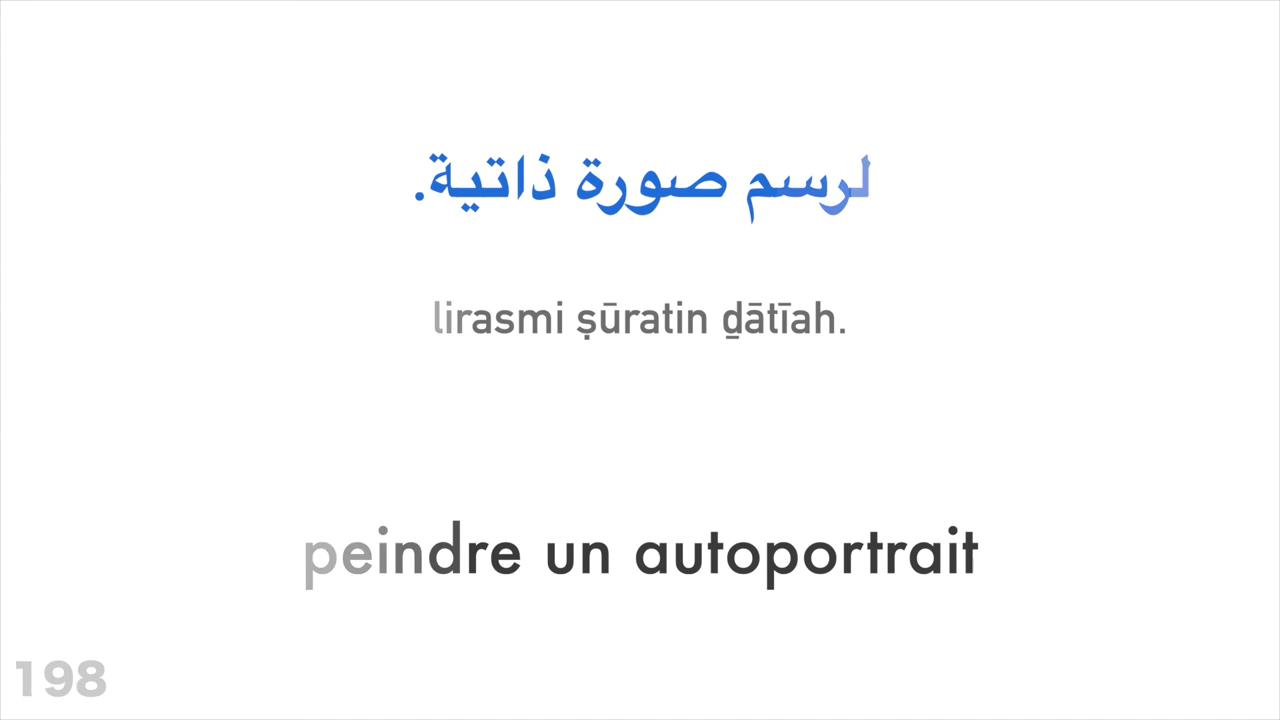 لرسم صورة ذاتية.
lirasmi ṣūratin ḏātīah.
peindre un autoportrait
198